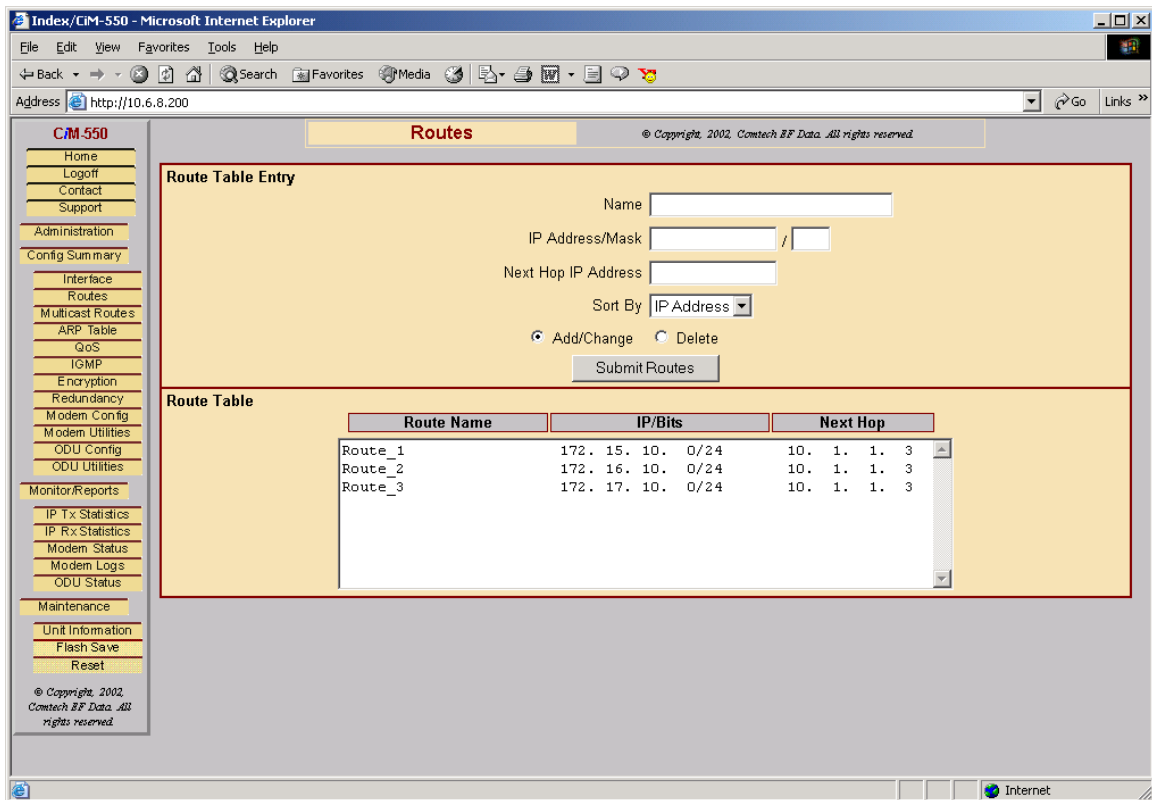 Index/CiM-550 - Microsoft Internet Explorer
File Edit View Favorites Tools Help
Back Search Favorites Media
Address http://10.6.8.200 Go Links »
CiM-550
Home
Logoff
Contact
Support
Administration
Config Summary
Interface
Routes
Multicast Routes
ARP Table
QoS
IGMP
Encryption
Redundancy
Modem Config
Modem Utilities
ODU Config
ODU Utilities
Monitor/Reports
IP Tx Statistics
IP Rx Statistics
Modem Status
Modem Logs
ODU Status
Maintenance
Unit Information
Flash Save
Reset
© Copyright, 2002,
Comtech EF Data. All
rights reserved.
Routes © Copyright, 2002, Comtech EF Data. All rights reserved.
Route Table Entry
Name
IP Address/Mask /
Next Hop IP Address
Sort By IP Address
Add/Change Delete
Submit Routes
Route Table
Route Name IP/Bits Next Hop
Route_1 172. 15. 10. 0/24 10. 1. 1. 3
Route_2 172. 16. 10. 0/24 10. 1. 1. 3
Route_3 172. 17. 10. 0/24 10. 1. 1. 3
Internet